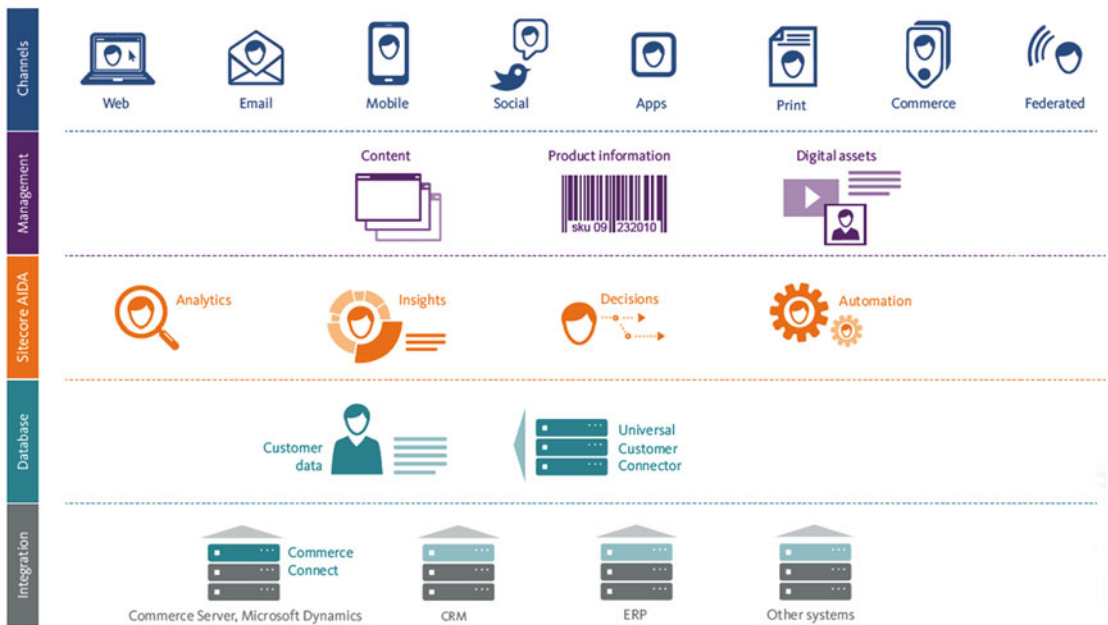 Channels
Web
Email
Mobile
Social
Apps
Print
Commerce
Federated
Management
Content
Product information
sku 09 232010
Digital assets
Sitecore AIDA
Analytics
Insights
Decisions
Automation
Database
Customer
data
Universal
Customer
Connector
Integration
Commerce
Connect
Commerce Server, Microsoft Dynamics
CRM
ERP
Other systems